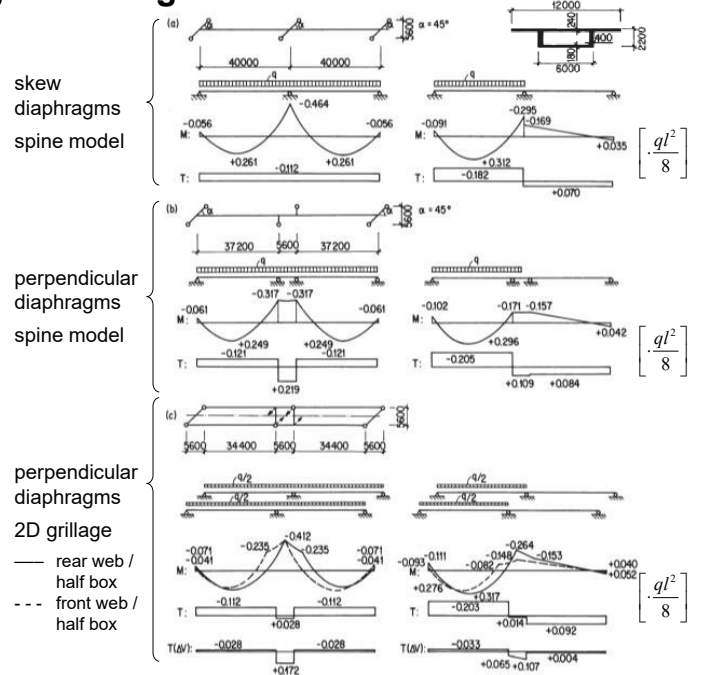 skew
diaphragms
spine model
(a)
α
α = 45°
5600
40000
40000
12000
240
400
2200
180
6000
q
q
-0.464
-0.056
-0.056
M:
+0.261
+0.261
-0.112
T:
-0.295
-0.169
-0.091
M:
+0.035
+0.312
-0.182
T:
+0.070
[· ql²/8]
perpendicular
diaphragms
spine model
(b)
α
α
α = 45°
5600
37200
5600
37200
q
q
-0.317
-0.317
-0.061
-0.061
M:
+0.249
+0.249
-0.121
-0.121
T:
+0.219
-0.171
-0.157
-0.102
M:
+0.042
+0.296
-0.205
T:
+0.109
+0.084
[· ql²/8]
perpendicular
diaphragms
2D grillage
rear web /
half box
front web /
half box
(c)
5600
5600
34400
5600
34400
5600
q/2
q/2
q/2
q/2
-0.412
-0.235
-0.235
-0.071
-0.041
-0.071
-0.041
M:
-0.112
-0.112
T:
+0.028
-0.028
-0.028
T(ΔV):
+0.172
-0.264
-0.148
-0.153
-0.082
-0.111
-0.093
M:
+0.040
+0.052
+0.276
+0.317
-0.203
T:
+0.014
+0.092
-0.033
T(ΔV):
+0.004
+0.065
+0.107
[· ql²/8]